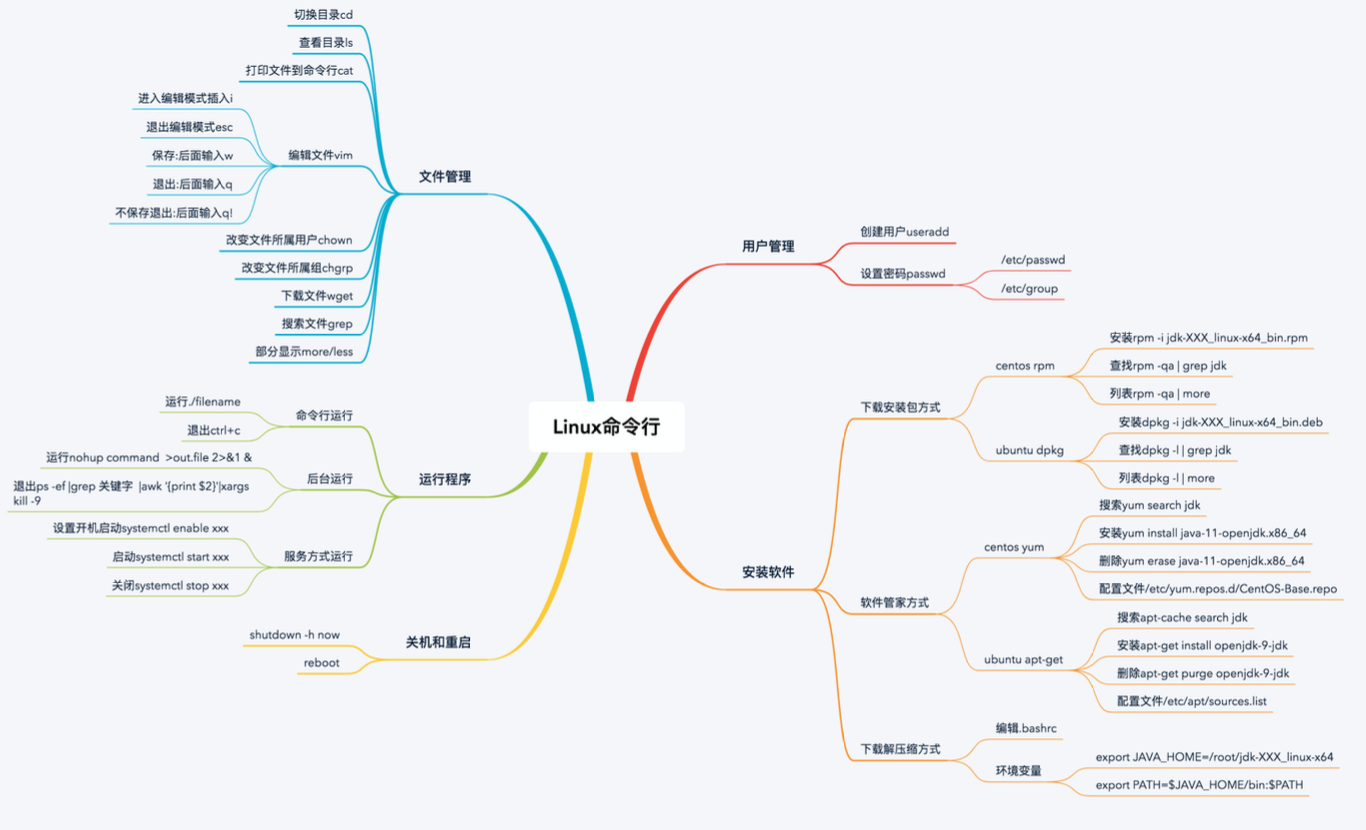 Linux命令行
文件管理
切换目录cd
查看目录ls
打印文件到命令行cat
编辑文件vim
进入编辑模式插入i
退出编辑模式esc
保存:后面输入w
退出:后面输入q
不保存退出:后面输入q!
改变文件所属用户chown
改变文件所属组chgrp
下载文件wget
搜索文件grep
部分显示more/less
运行程序
命令行运行
运行./filename
退出ctrl+c
后台运行
运行nohup command  >out.file 2>&1 &
退出ps -ef |grep 关键字  |awk '{print $2}'|xargs
kill -9
服务方式运行
设置开机启动systemctl enable xxx
启动systemctl start xxx
关闭systemctl stop xxx
关机和重启
shutdown -h now
reboot
用户管理
创建用户useradd
设置密码passwd
/etc/passwd
/etc/group
安装软件
下载安装包方式
centos rpm
安装rpm -i jdk-XXX_linux-x64_bin.rpm
查找rpm -qa | grep jdk
列表rpm -qa | more
ubuntu dpkg
安装dpkg -i jdk-XXX_linux-x64_bin.deb
查找dpkg -l | grep jdk
列表dpkg -l | more
软件管家方式
centos yum
搜索yum search jdk
安装yum install java-11-openjdk.x86_64
删除yum erase java-11-openjdk.x86_64
配置文件/etc/yum.repos.d/CentOS-Base.repo
ubuntu apt-get
搜索apt-cache search jdk
安装apt-get install openjdk-9-jdk
删除apt-get purge openjdk-9-jdk
配置文件/etc/apt/sources.list
下载解压缩方式
编辑.bashrc
环境变量
export JAVA_HOME=/root/jdk-XXX_linux-x64
export PATH=$JAVA_HOME/bin:$PATH